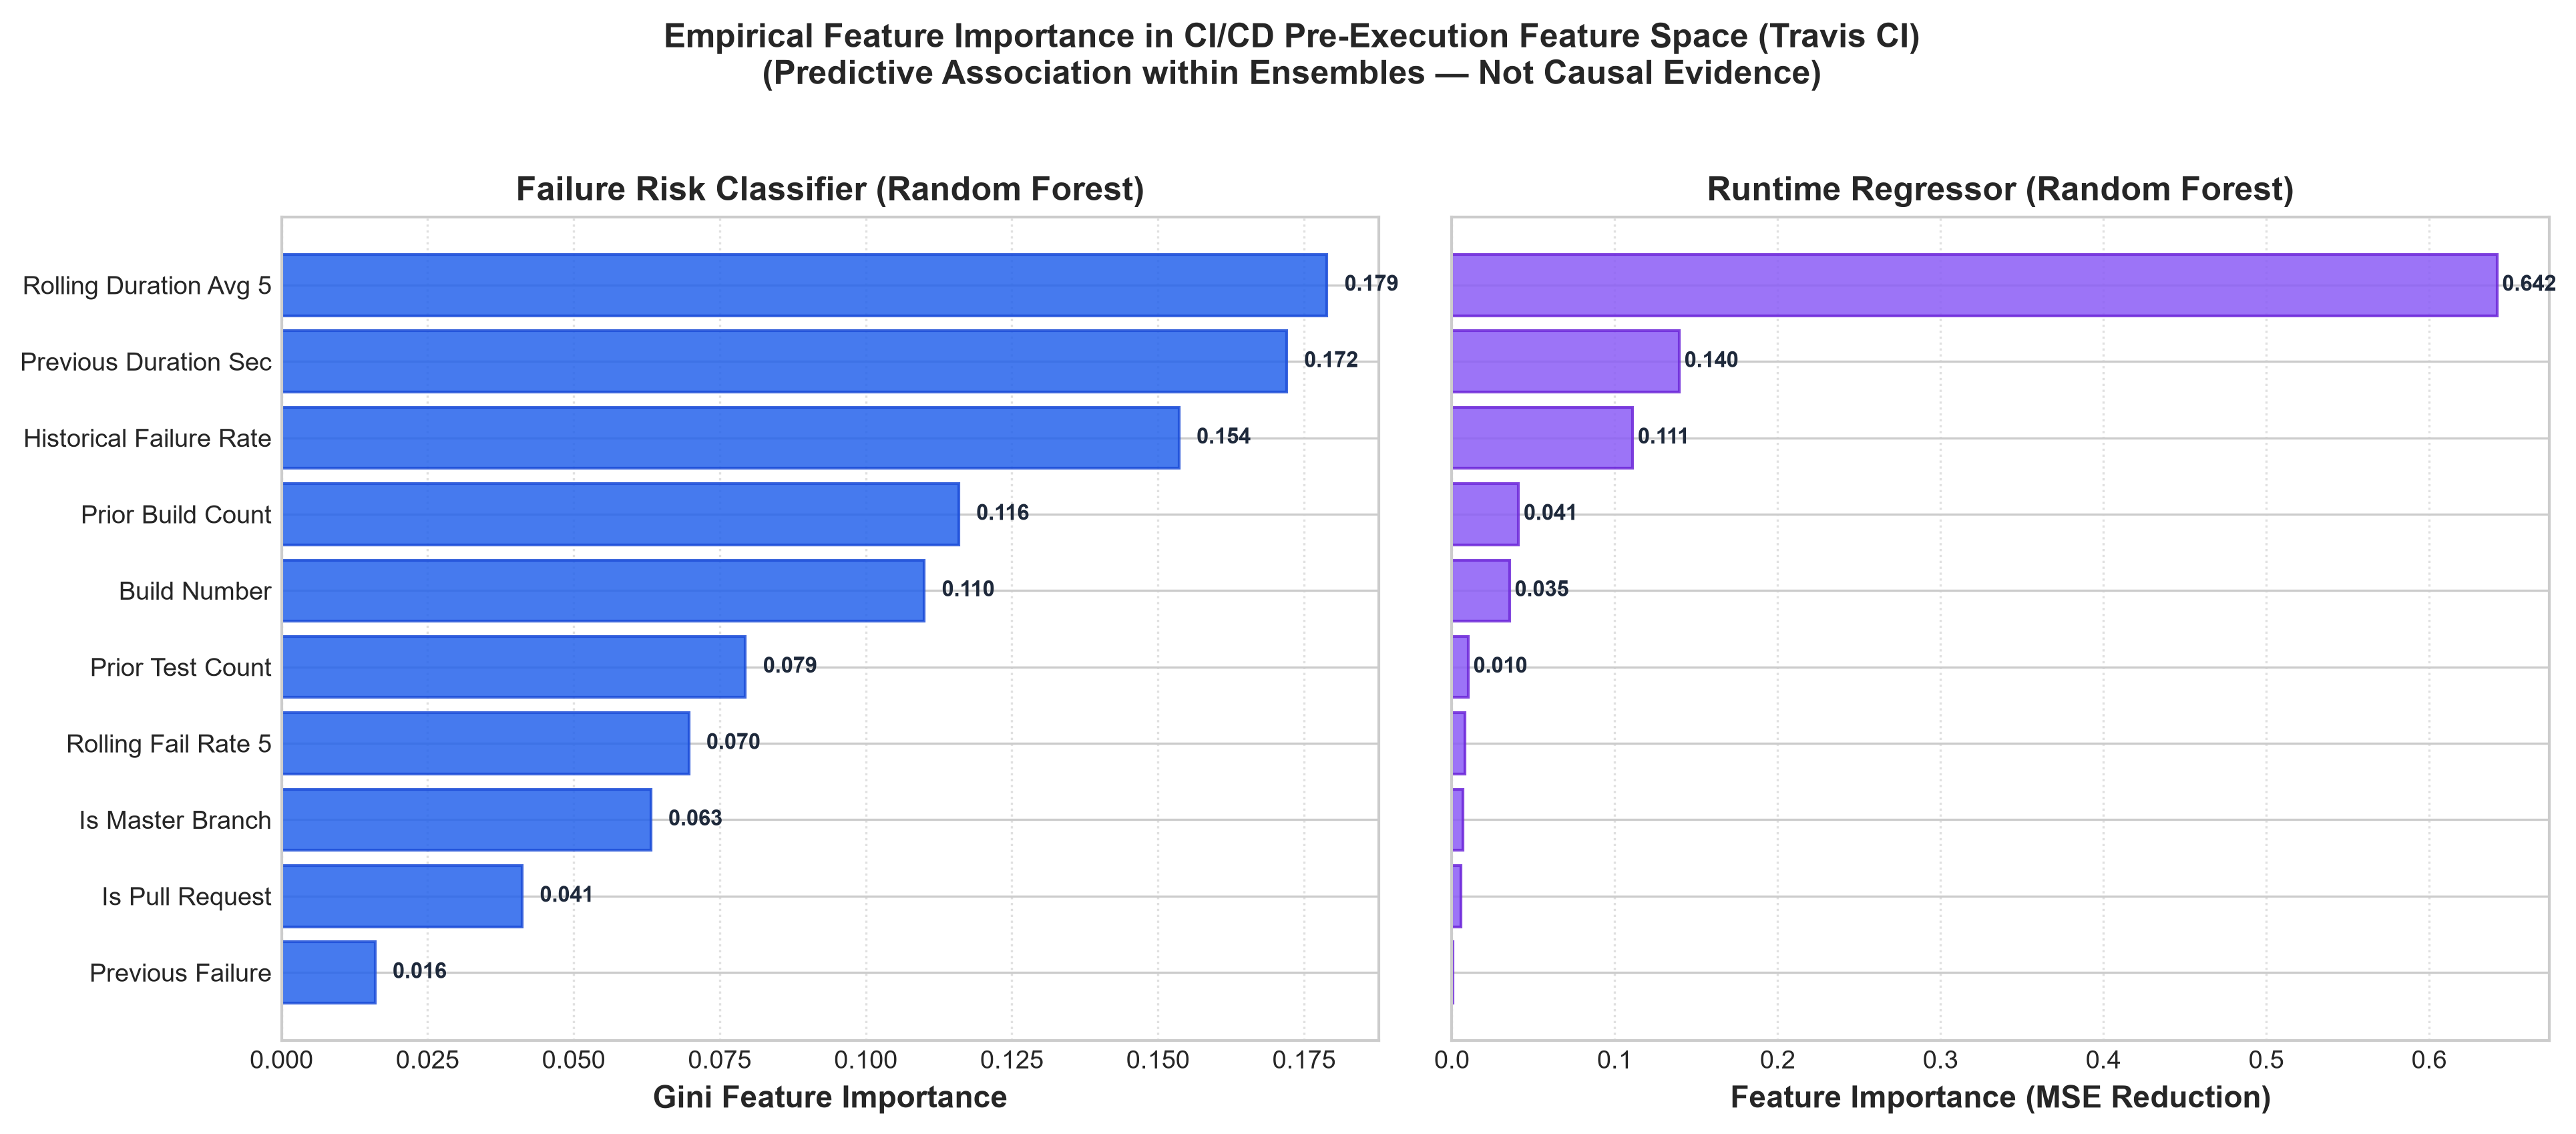 Empirical Feature Importance in CI/CD Pre-Execution Feature Space (Travis CI)
(Predictive Association within Ensembles — Not Causal Evidence)
Failure Risk Classifier (Random Forest)
Rolling Duration Avg 5
0.179
Previous Duration Sec
0.172
Historical Failure Rate
0.154
Prior Build Count
0.116
Build Number
0.110
Prior Test Count
0.079
Rolling Fail Rate 5
0.070
Is Master Branch
0.063
Is Pull Request
0.041
Previous Failure
0.016
0.000 0.025 0.050 0.075 0.100 0.125 0.150 0.175
Gini Feature Importance
Runtime Regressor (Random Forest)
0.642
0.140
0.111
0.041
0.035
0.010
0.0 0.1 0.2 0.3 0.4 0.5 0.6
Feature Importance (MSE Reduction)